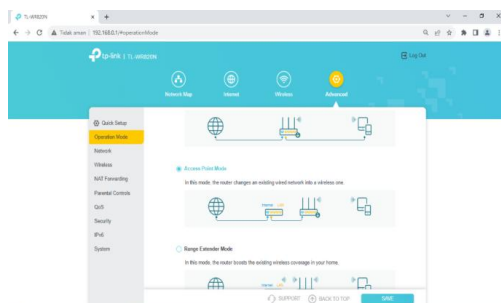 TL-WR820N
Tidak aman | 192.168.0.1/#operationMode
tp-link | TL-WR820N
Log Out
Network Map
Internet
Wireless
Advanced
Quick Setup
Operation Mode
Network
Wireless
NAT Forwarding
Parental Controls
QoS
Security
IPv6
System
Access Point Mode
In this mode, the router changes an existing wired network into a wireless one.
Range Extender Mode
In this mode, the router boosts the existing wireless coverage in your home.
SUPPORT
BACK TO TOP
SAVE